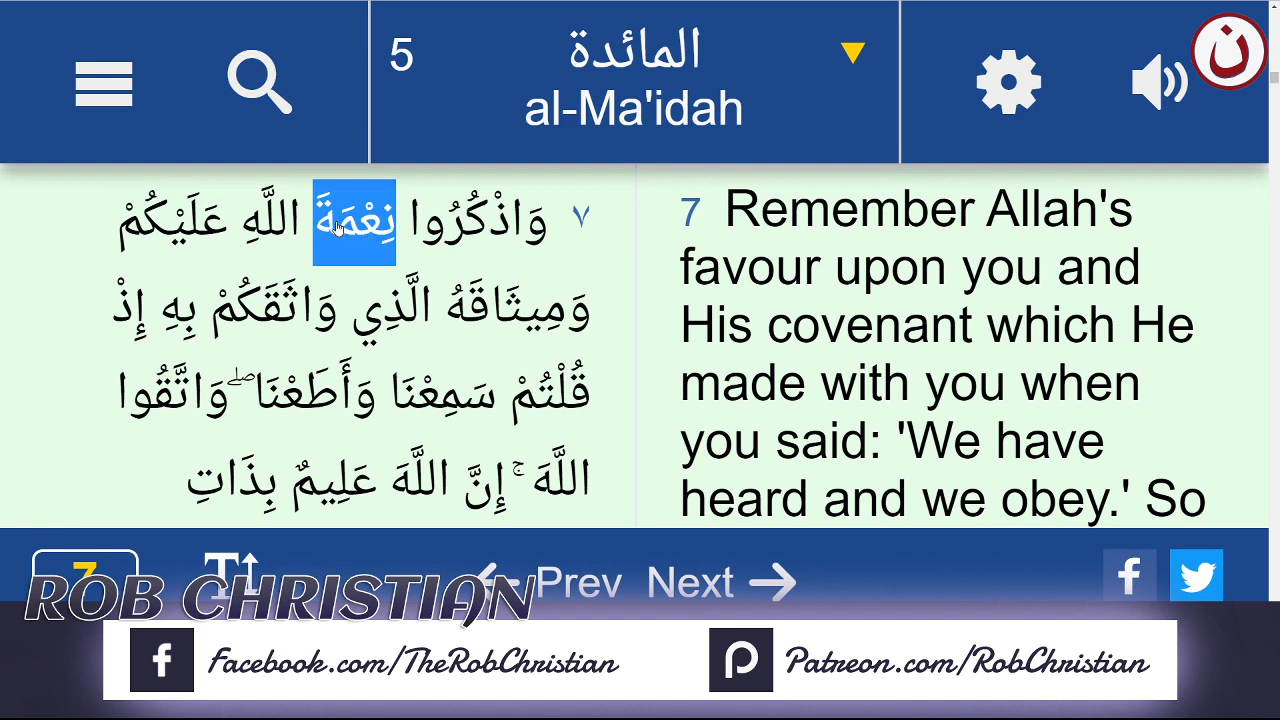 5
المائدة
al-Ma'idah
ن
٧ وَاذْكُرُوا نِعْمَةَ اللَّهِ عَلَيْكُمْ
وَمِيثَاقَهُ الَّذِي وَاثَقَكُمْ بِهِ إِذْ
قُلْتُمْ سَمِعْنَا وَأَطَعْنَا ۖ وَاتَّقُوا
اللَّهَ ۚ إِنَّ اللَّهَ عَلِيمٌ بِذَاتِ
7 Remember Allah's
favour upon you and
His covenant which He
made with you when
you said: 'We have
heard and we obey.' So
7
T
Prev Next
ROB CHRISTIAN
Facebook.com/TheRobChristian
Patreon.com/RobChristian